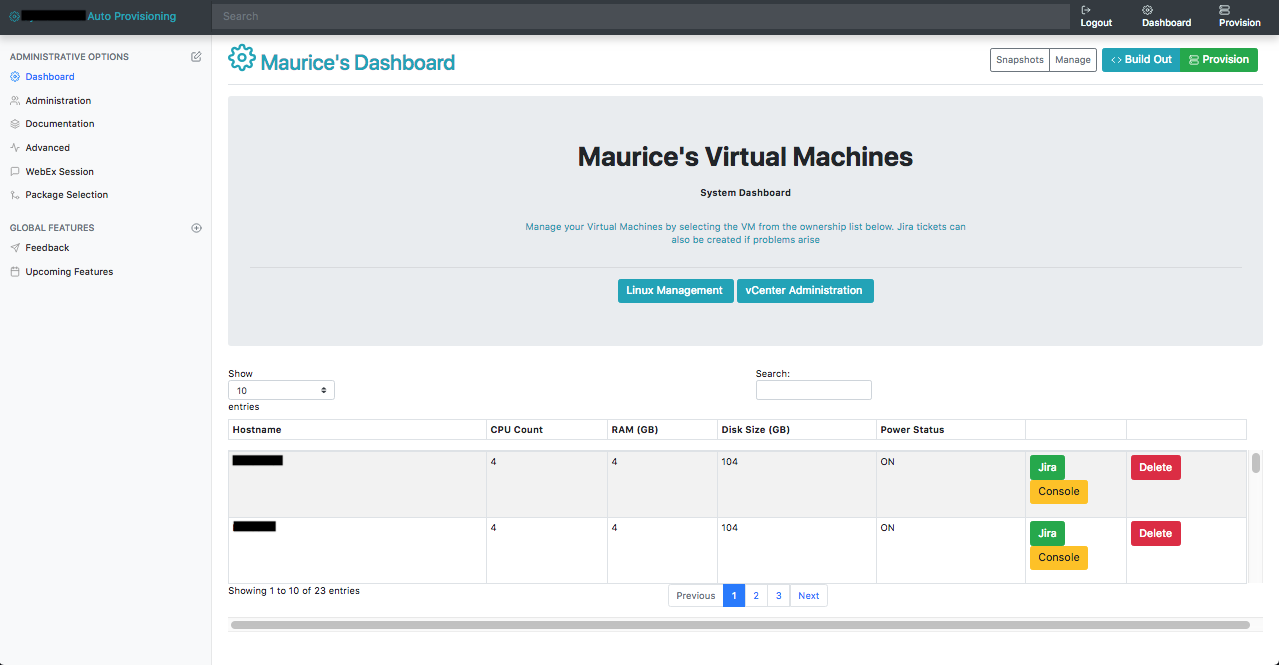 Auto Provisioning
Search
Logout
Dashboard
Provision
ADMINISTRATIVE OPTIONS
Dashboard
Administration
Documentation
Advanced
WebEx Session
Package Selection
GLOBAL FEATURES
Feedback
Upcoming Features
Maurice's Dashboard
Snapshots Manage <> Build Out Provision
Maurice's Virtual Machines
System Dashboard
Manage your Virtual Machines by selecting the VM from the ownership list below. Jira tickets can
also be created if problems arise
Linux Management vCenter Administration
Show
10
entries
Search:
Hostname CPU Count RAM (GB) Disk Size (GB) Power Status
4 4 104 ON Jira Delete
Console
4 4 104 ON Jira Delete
Console
Showing 1 to 10 of 23 entries
Previous 1 2 3 Next